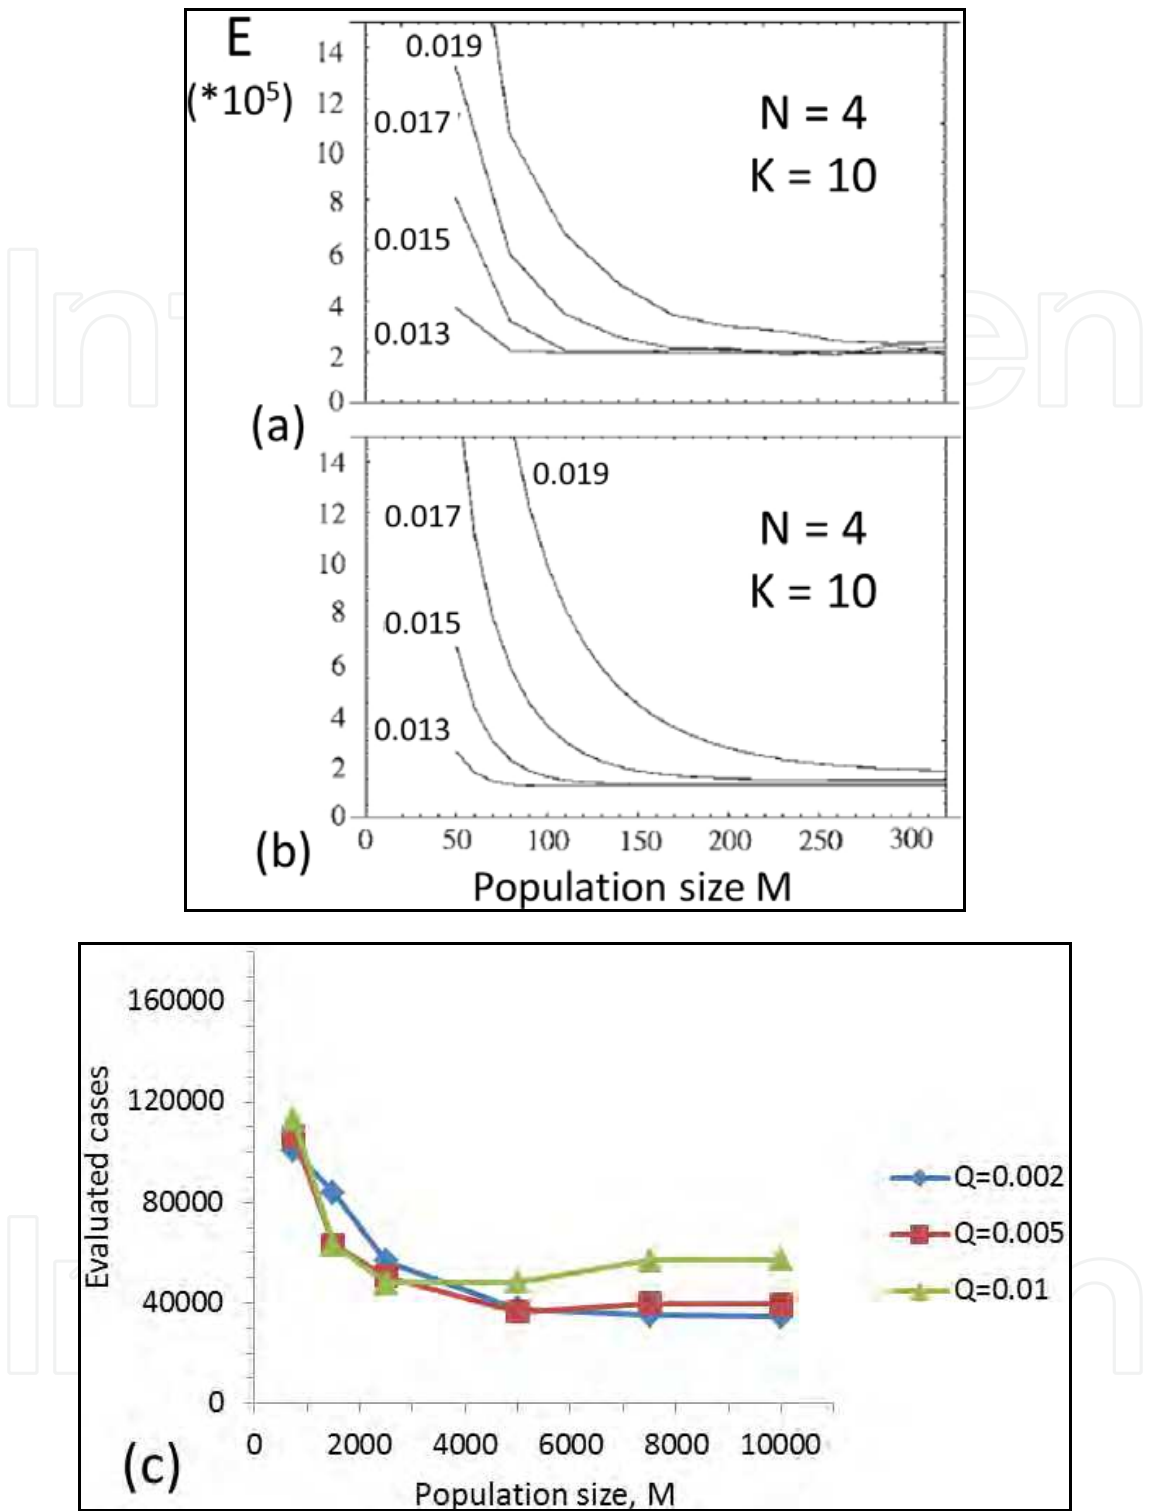 E
(*10⁵)
14
12
10
8
6
4
2
0
0.019
0.017
0.015
0.013
N = 4
K = 10
(a)
14
12
10
8
6
4
2
0
0.019
0.017
0.015
0.013
N = 4
K = 10
(b)
0 50 100 150 200 250 300
Population size M
Evaluated cases
160000
120000
80000
40000
0
Q=0.002
Q=0.005
Q=0.01
0 2000 4000 6000 8000 10000
(c)
Population size, M